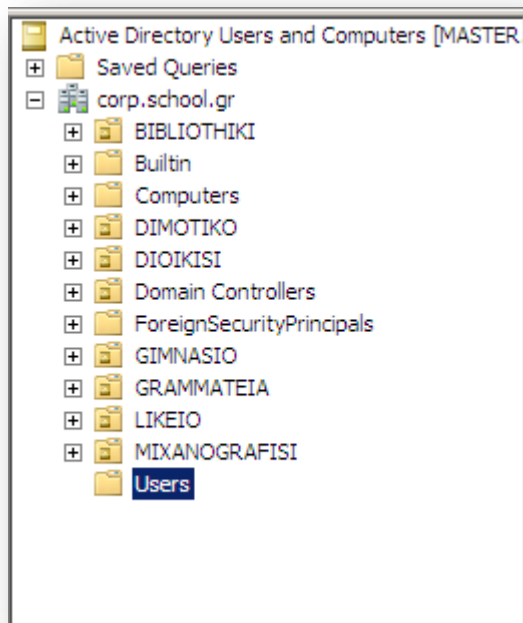 Active Directory Users and Computers [MASTER
Saved Queries
corp.school.gr
BIBLIOTHIKI
Builtin
Computers
DIMOTIKO
DIOIKISI
Domain Controllers
ForeignSecurityPrincipals
GIMNASIO
GRAMMATEIA
LIKEIO
MIXANOGRAFISI
Users